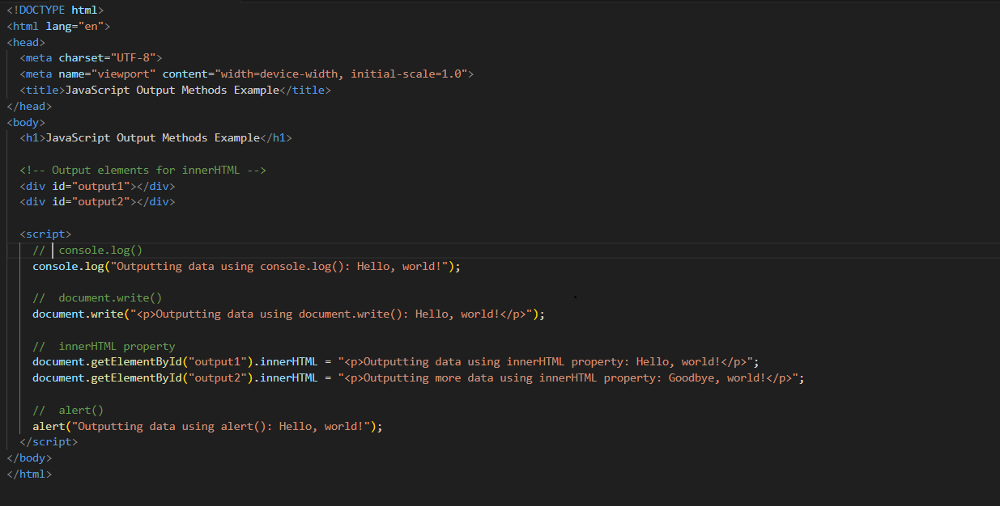 <!DOCTYPE html>
<html lang="en">
<head>
  <meta charset="UTF-8">
  <meta name="viewport" content="width=device-width, initial-scale=1.0">
  <title>JavaScript Output Methods Example</title>
</head>
<body>
  <h1>JavaScript Output Methods Example</h1>

  <!-- Output elements for innerHTML -->
  <div id="output1"></div>
  <div id="output2"></div>

  <script>
    //  console.log()
    console.log("Outputting data using console.log(): Hello, world!");

    //  document.write()
    document.write("<p>Outputting data using document.write(): Hello, world!</p>");

    //  innerHTML property
    document.getElementById("output1").innerHTML = "<p>Outputting data using innerHTML property: Hello, world!</p>";
    document.getElementById("output2").innerHTML = "<p>Outputting more data using innerHTML property: Goodbye, world!</p>";

    //  alert()
    alert("Outputting data using alert(): Hello, world!");
  </script>
</body>
</html>